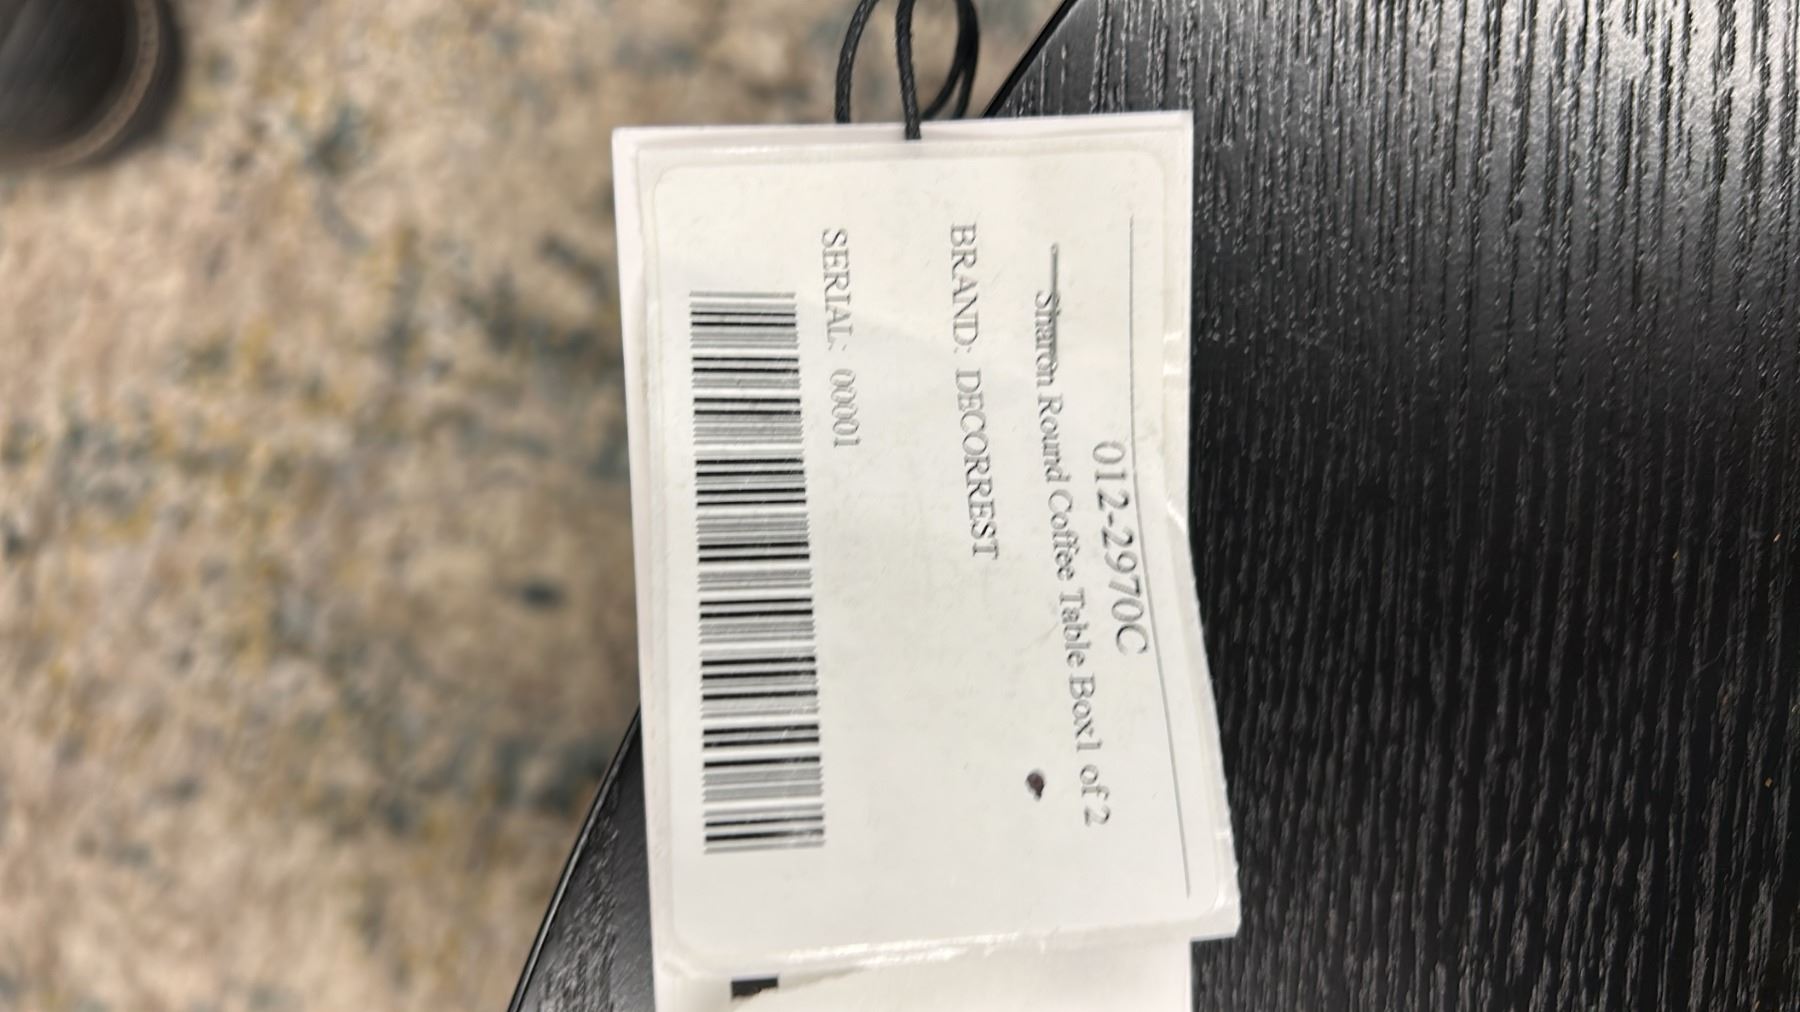 012-2970C
Sharon Round Coffee Table Box1 of 2
BRAND: DECORREST
SERIAL: 00001